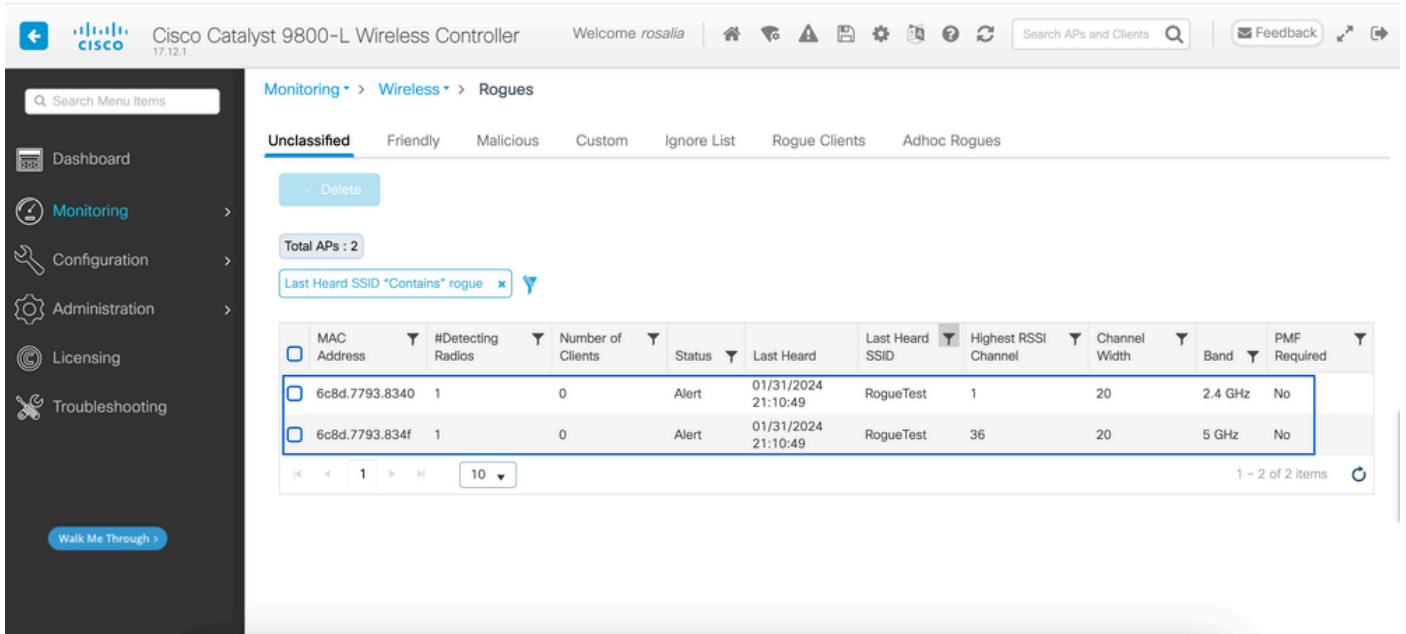 CISCO
Cisco Catalyst 9800-L Wireless Controller
17.12.1
Welcome rosalia
Search APs and Clients
Feedback
Search Menu Items
Dashboard
Monitoring
Configuration
Administration
Licensing
Troubleshooting
Walk Me Through >
Monitoring > Wireless > Rogues
Unclassified Friendly Malicious Custom Ignore List Rogue Clients Adhoc Rogues
× Delete
Total APs : 2
Last Heard SSID "Contains" rogue ×
MAC Address #Detecting Radios Number of Clients Status Last Heard Last Heard SSID Highest RSSI Channel Channel Width Band PMF Required
6c8d.7793.8340 1 0 Alert 01/31/2024 21:10:49 RogueTest 1 20 2.4 GHz No
6c8d.7793.834f 1 0 Alert 01/31/2024 21:10:49 RogueTest 36 20 5 GHz No
1 10 1 - 2 of 2 items